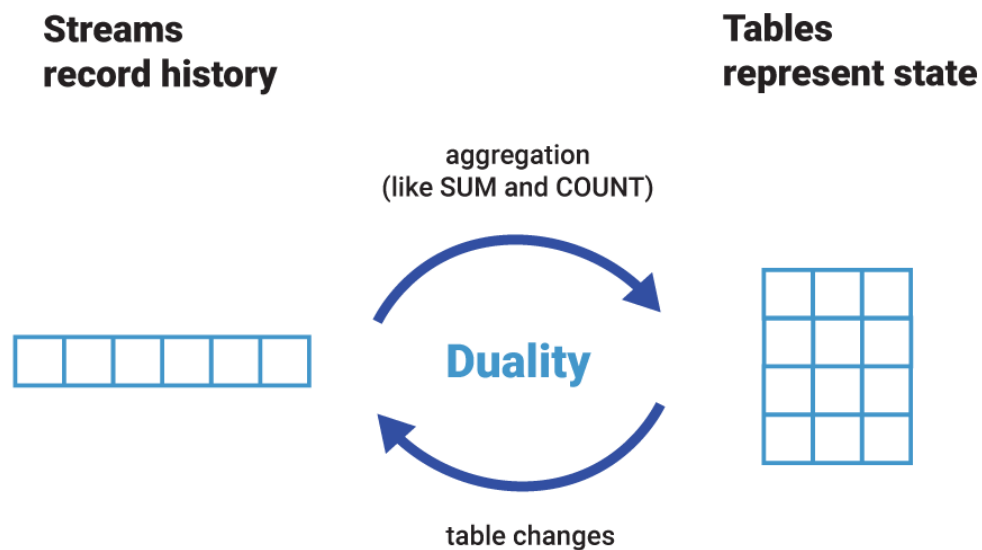 Streams
record history
Tables
represent state
aggregation
(like SUM and COUNT)
Duality
table changes